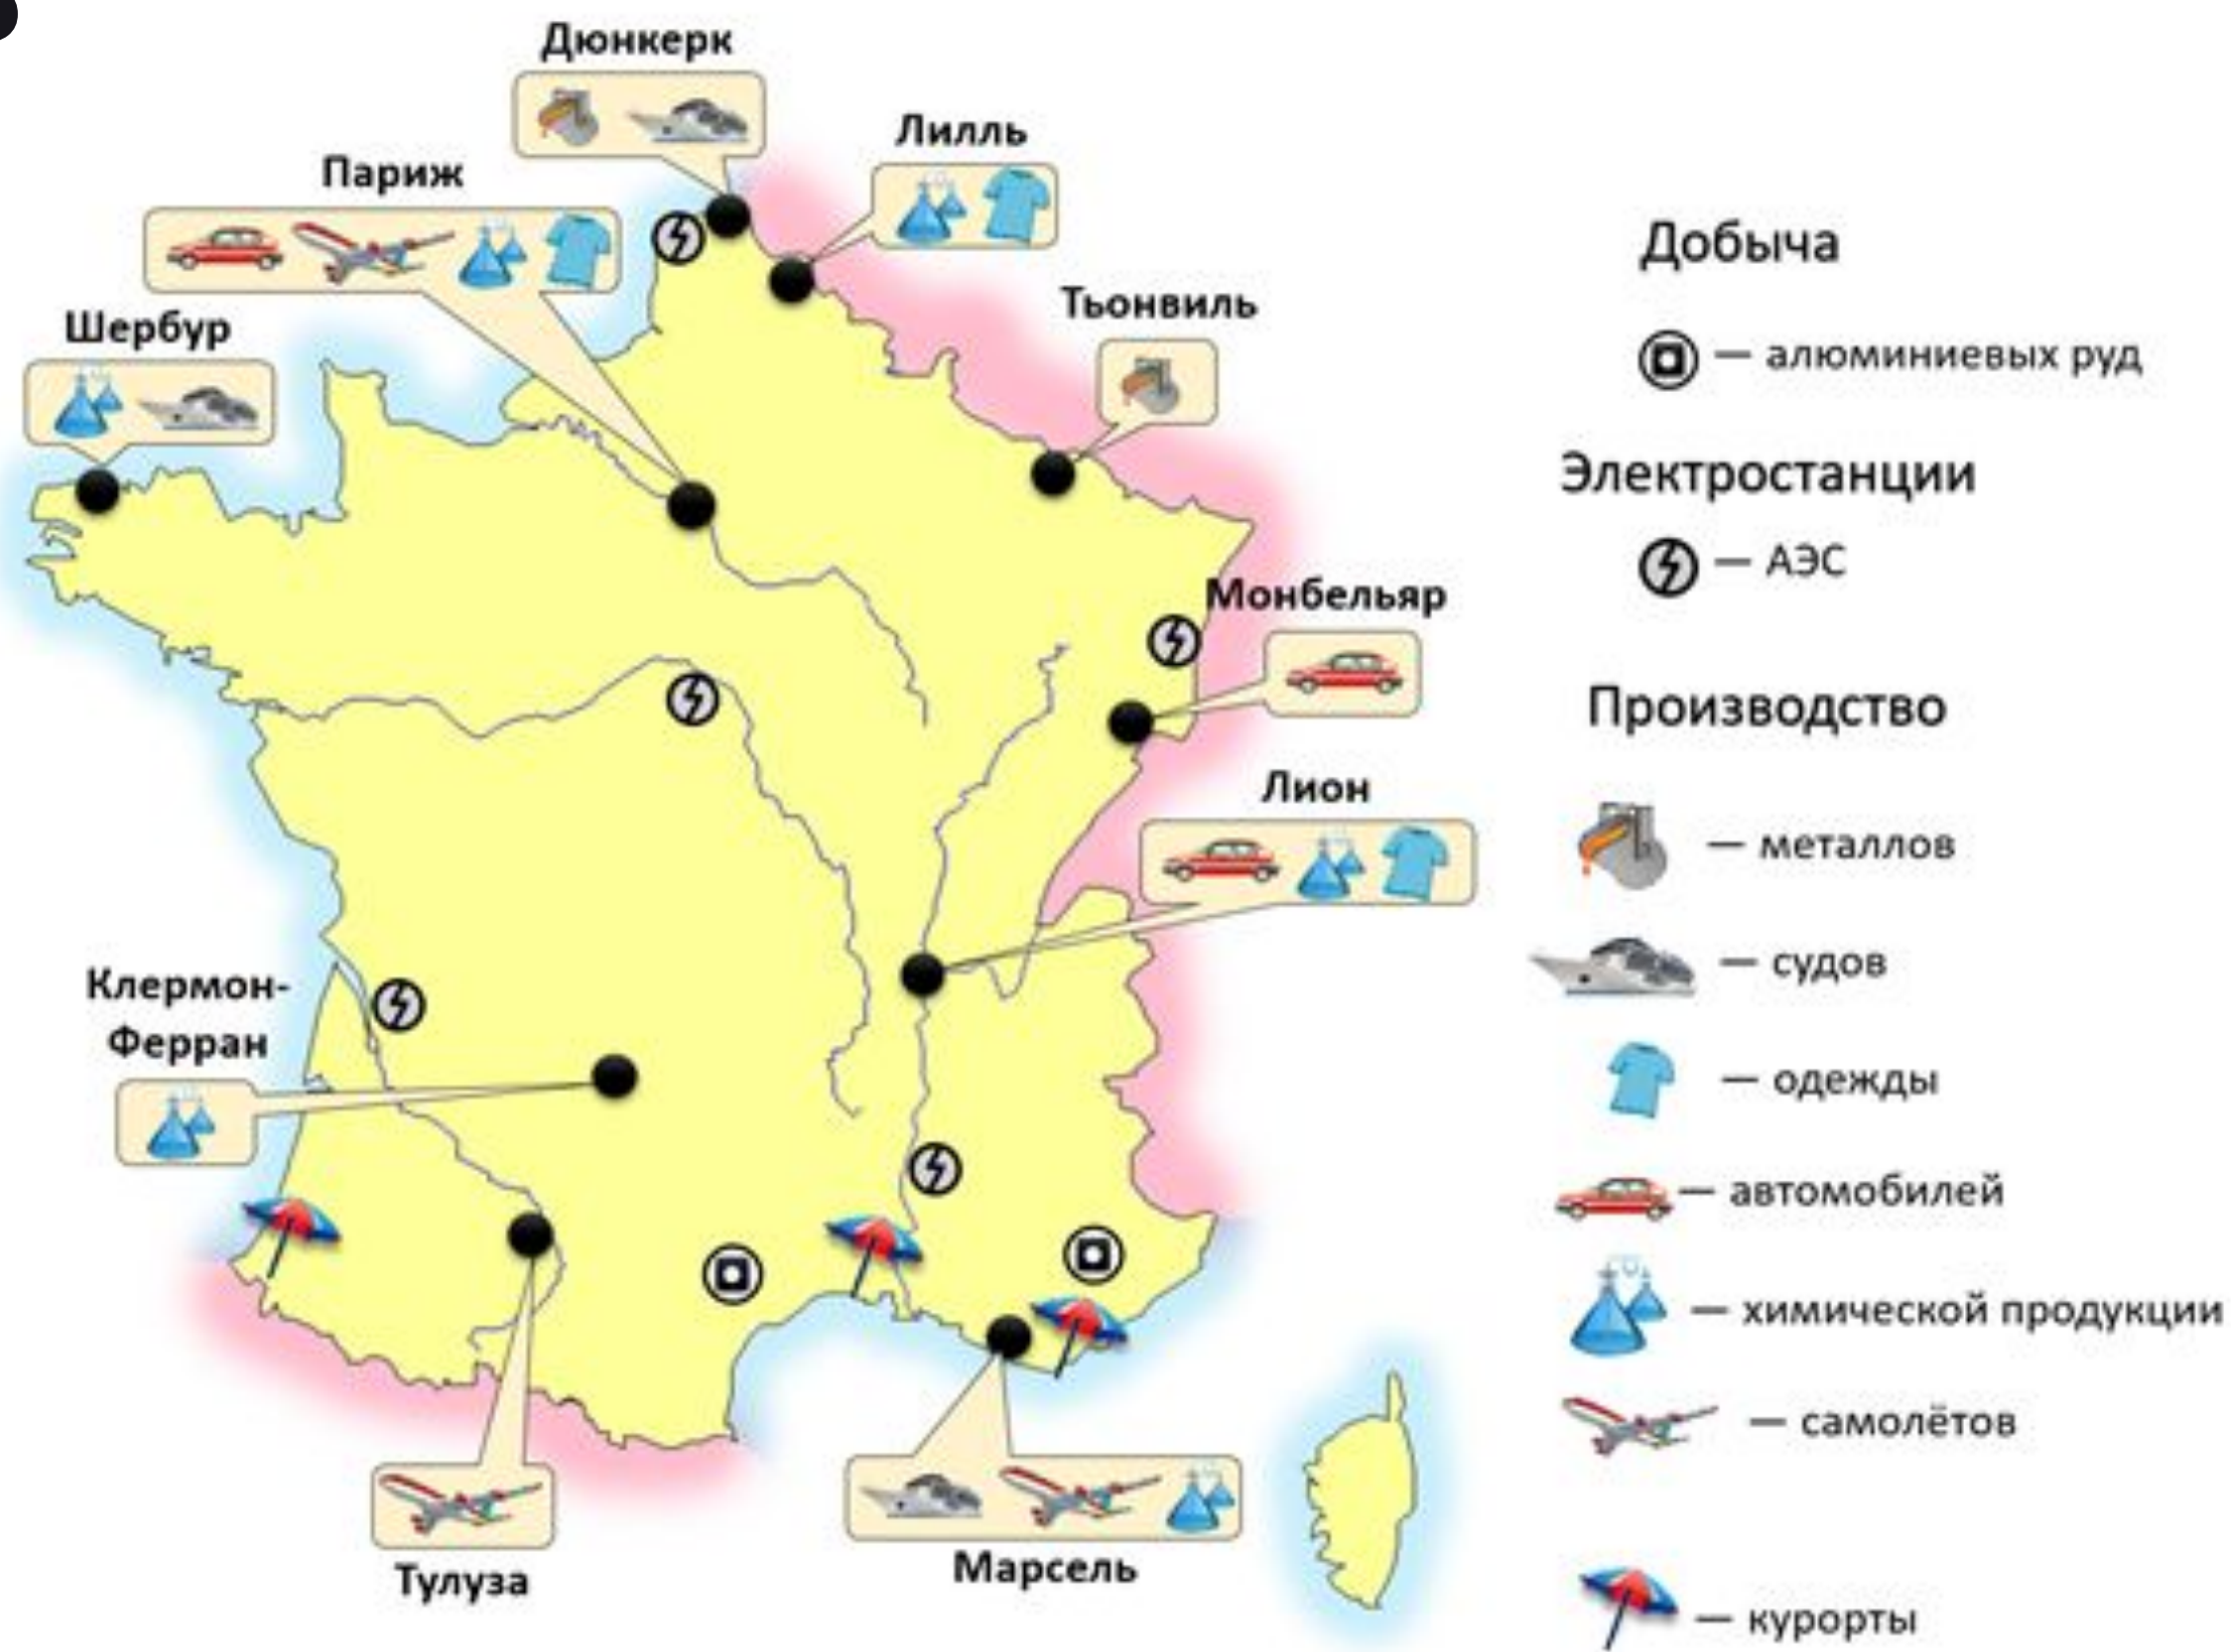 Дюнкерк
Лилль
Париж
Тьонвиль
Шербур
Монбельяр
Лион
Клермон-
Ферран
Тулуза
Марсель
Добыча
— алюминиевых руд
Электростанции
— АЭС
Производство
— металлов
— судов
— одежды
— автомобилей
— химической продукции
— самолётов
— курорты